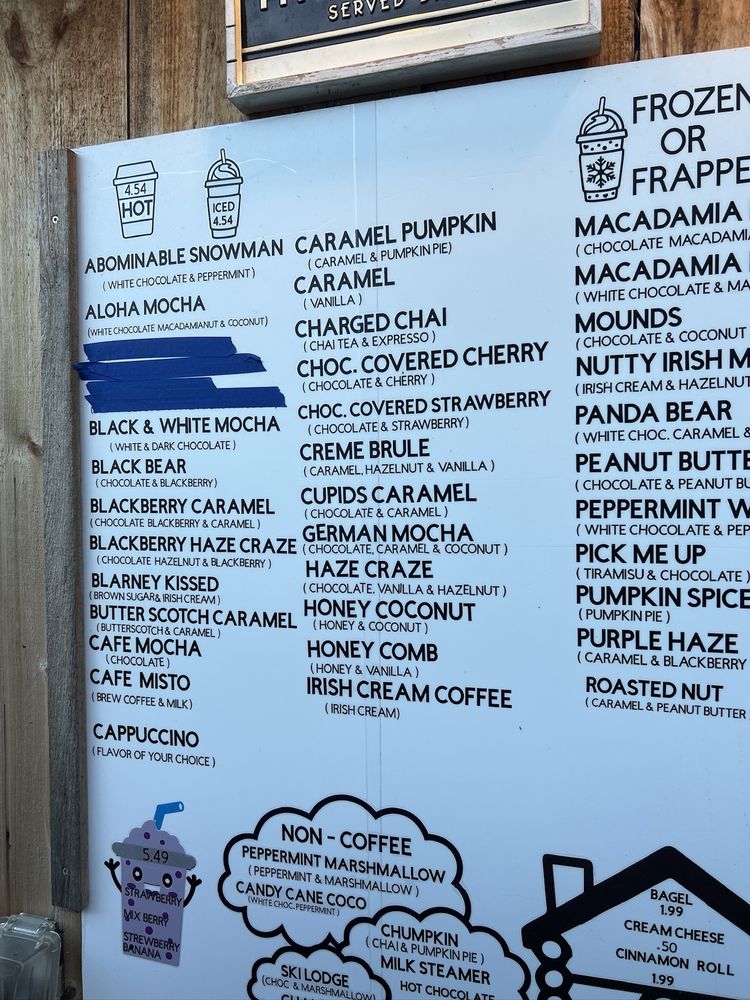 SERVED
4.54
HOT
ICED
4.54
ABOMINABLE SNOWMAN
( WHITE CHOCOLATE & PEPPERMINT )
ALOHA MOCHA
(WHITE CHOCOLATE MACADAMIANUT & COCONUT)
BLACK & WHITE MOCHA
( WHITE & DARK CHOCOLATE )
BLACK BEAR
( CHOCOLATE & BLACKBERRY )
BLACKBERRY CARAMEL
( CHOCOLATE BLACKBERRY & CARAMEL )
BLACKBERRY HAZE CRAZE
( CHOCOLATE HAZELNUT & BLACKBERRY )
BLARNEY KISSED
( BROWN SUGAR& IRISH CREAM )
BUTTER SCOTCH CARAMEL
( BUTTERSCOTCH & CARAMEL )
CAFE MOCHA
( CHOCOLATE )
CAFE MISTO
( BREW COFFEE & MILK )
CAPPUCCINO
( FLAVOR OF YOUR CHOICE )
CARAMEL PUMPKIN
( CARAMEL & PUMPKIN PIE)
CARAMEL
( VANILLA )
CHARGED CHAI
( CHAI TEA & EXPRESSO )
CHOC. COVERED CHERRY
( CHOCOLATE & CHERRY )
CHOC. COVERED STRAWBERRY
( CHOCOLATE & STRAWBERRY)
CREME BRULE
( CARAMEL, HAZELNUT & VANILLA )
CUPIDS CARAMEL
( CHOCOLATE & CARAMEL )
GERMAN MOCHA
( CHOCOLATE, CARAMEL & COCONUT )
HAZE CRAZE
( CHOCOLATE, VANILLA & HAZELNUT )
HONEY COCONUT
( HONEY & COCONUT )
HONEY COMB
( HONEY & VANILLA )
IRISH CREAM COFFEE
( IRISH CREAM)
FROZEN
OR
FRAPPE
MACADAMIA
( CHOCOLATE MACADAMIA
MACADAMIA
( WHITE CHOCOLATE & MA
MOUNDS
( CHOCOLATE & COCONUT
NUTTY IRISH M
( IRISH CREAM & HAZELNUT
PANDA BEAR
( WHITE CHOC. CARAMEL &
PEANUT BUTTE
( CHOCOLATE & PEANUT BU
PEPPERMINT W
( WHITE CHOCOLATE & PEP
PICK ME UP
( TIRAMISU & CHOCOLATE )
PUMPKIN SPICE
( PUMPKIN PIE )
PURPLE HAZE
( CARAMEL & BLACKBERRY
ROASTED NUT
( CARAMEL & PEANUT BUTTER
5.49
STRAWBERRY
MIX BERRY
STREWBERRY
BANANA
NON - COFFEE
PEPPERMINT MARSHMALLOW
( PEPPERMINT & MARSHMALLOW )
CANDY CANE COCO
(WHITE CHOC. PEPPERMINT )
CHUMPKIN
( CHAI & PUMPKIN PIE )
MILK STEAMER
HOT CHOCOLATE
SKI LODGE
(CHOC & MARSHMALLOW)
BAGEL
1.99
CREAM CHEESE
.50
CINNAMON ROLL
1.99